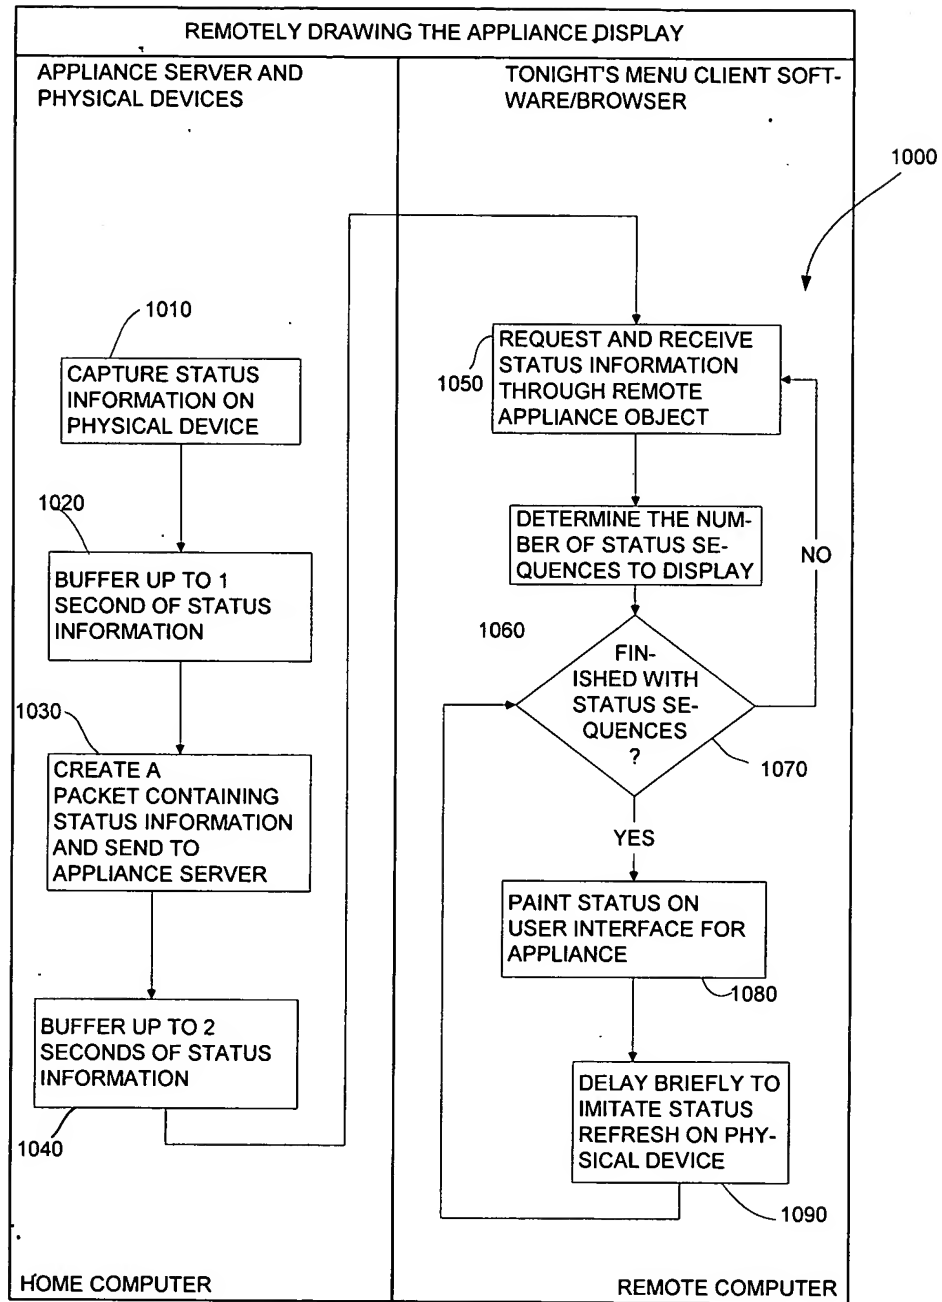 REMOTELY DRAWING THE APPLIANCE DISPLAY
APPLIANCE SERVER AND
PHYSICAL DEVICES
TONIGHT'S MENU CLIENT SOFT-
WARE/BROWSER
1000
1010
CAPTURE STATUS
INFORMATION ON
PHYSICAL DEVICE
1020
BUFFER UP TO 1
SECOND OF STATUS
INFORMATION
1030
CREATE A
PACKET CONTAINING
STATUS INFORMATION
AND SEND TO
APPLIANCE SERVER
BUFFER UP TO 2
SECONDS OF STATUS
INFORMATION
1040
REQUEST AND RECEIVE
STATUS INFORMATION
THROUGH REMOTE
APPLIANCE OBJECT
1050
DETERMINE THE NUM-
BER OF STATUS SE-
QUENCES TO DISPLAY
NO
1060
FIN-
ISHED WITH
STATUS SE-
QUENCES
?
1070
YES
PAINT STATUS ON
USER INTERFACE FOR
APPLIANCE
1080
DELAY BRIEFLY TO
IMITATE STATUS
REFRESH ON PHY-
SICAL DEVICE
1090
HOME COMPUTER
REMOTE COMPUTER